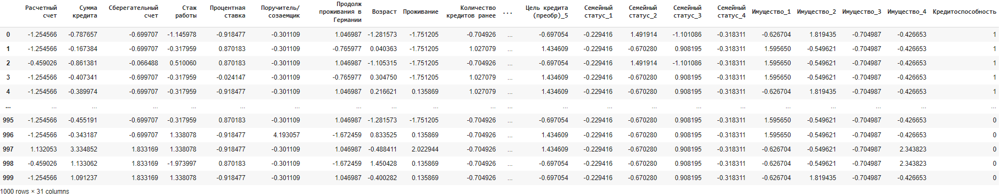 Расчетный счет Сумма кредита Сберегательный счет Стаж работы Процентная ставка Поручитель/созаемщик Продолж проживания в Германии Возраст Проживание Количество кредитов ранее ... Цель кредита (преобр)_5 Семейный статус_1 Семейный статус_2 Семейный статус_3 Семейный статус_4 Имущество_1 Имущество_2 Имущество_3 Имущество_4 Кредитоспособность
0 -1.254566 -0.787657 -0.699707 -1.145978 -0.918477 -0.301109 1.046987 -1.281573 -1.751205 -0.704926 ... -0.697054 -0.229416 1.491914 -1.101086 -0.318311 -0.626704 1.819435 -0.704987 -0.426653 1
1 -1.254566 -0.167384 -0.699707 -0.317959 0.870183 -0.301109 -0.765977 0.040363 -1.751205 1.027079 ... 1.434609 -0.229416 -0.670280 0.908195 -0.318311 1.595650 -0.549621 -0.704987 -0.426653 1
2 -0.459026 -0.861381 -0.066488 0.510060 0.870183 -0.301109 1.046987 -1.105315 -1.751205 -0.704926 ... -0.697054 -0.229416 1.491914 -1.101086 -0.318311 1.595650 -0.549621 -0.704987 -0.426653 1
3 -1.254566 -0.407341 -0.699707 -0.317959 -0.024147 -0.301109 -0.765977 0.304750 -1.751205 1.027079 ... 1.434609 -0.229416 -0.670280 0.908195 -0.318311 1.595650 -0.549621 -0.704987 -0.426653 1
4 -1.254566 -0.389974 -0.699707 -0.317959 -0.918477 -0.301109 1.046987 0.216621 0.135869 1.027079 ... 1.434609 -0.229416 -0.670280 0.908195 -0.318311 -0.626704 1.819435 -0.704987 -0.426653 1
... ... ... ... ... ... ... ... ... ... ... ... ... ... ... ... ... ... ... ... ... ...
995 -1.254566 -0.455191 -0.699707 -0.317959 0.870183 -0.301109 1.046987 -1.281573 -1.751205 -0.704926 ... -0.697054 -0.229416 -0.670280 0.908195 -0.318311 1.595650 -0.549621 -0.704987 -0.426653 0
996 -1.254566 -0.343187 -0.699707 1.338078 -0.918477 4.193057 -1.672459 0.833525 0.135869 -0.704926 ... 1.434609 -0.229416 -0.670280 0.908195 -0.318311 1.595650 -0.549621 -0.704987 -0.426653 0
997 1.132053 3.334852 1.833169 1.338078 -0.918477 -0.301109 1.046987 -0.488411 2.022944 -0.704926 ... 1.434609 -0.229416 -0.670280 0.908195 -0.318311 -0.626704 -0.549621 -0.704987 2.343823 0
998 -0.459026 1.133062 1.833169 -1.973997 0.870183 -0.301109 -1.672459 1.450428 0.135869 -0.704926 ... -0.697054 -0.229416 -0.670280 0.908195 -0.318311 -0.626704 -0.549621 -0.704987 2.343823 0
999 -1.254566 1.091237 1.833169 1.338078 -0.918477 -0.301109 1.046987 -0.400282 0.135869 -0.704926 ... -0.697054 -0.229416 -0.670280 0.908195 -0.318311 -0.626704 1.819435 -0.704987 -0.426653 0
1000 rows × 31 columns